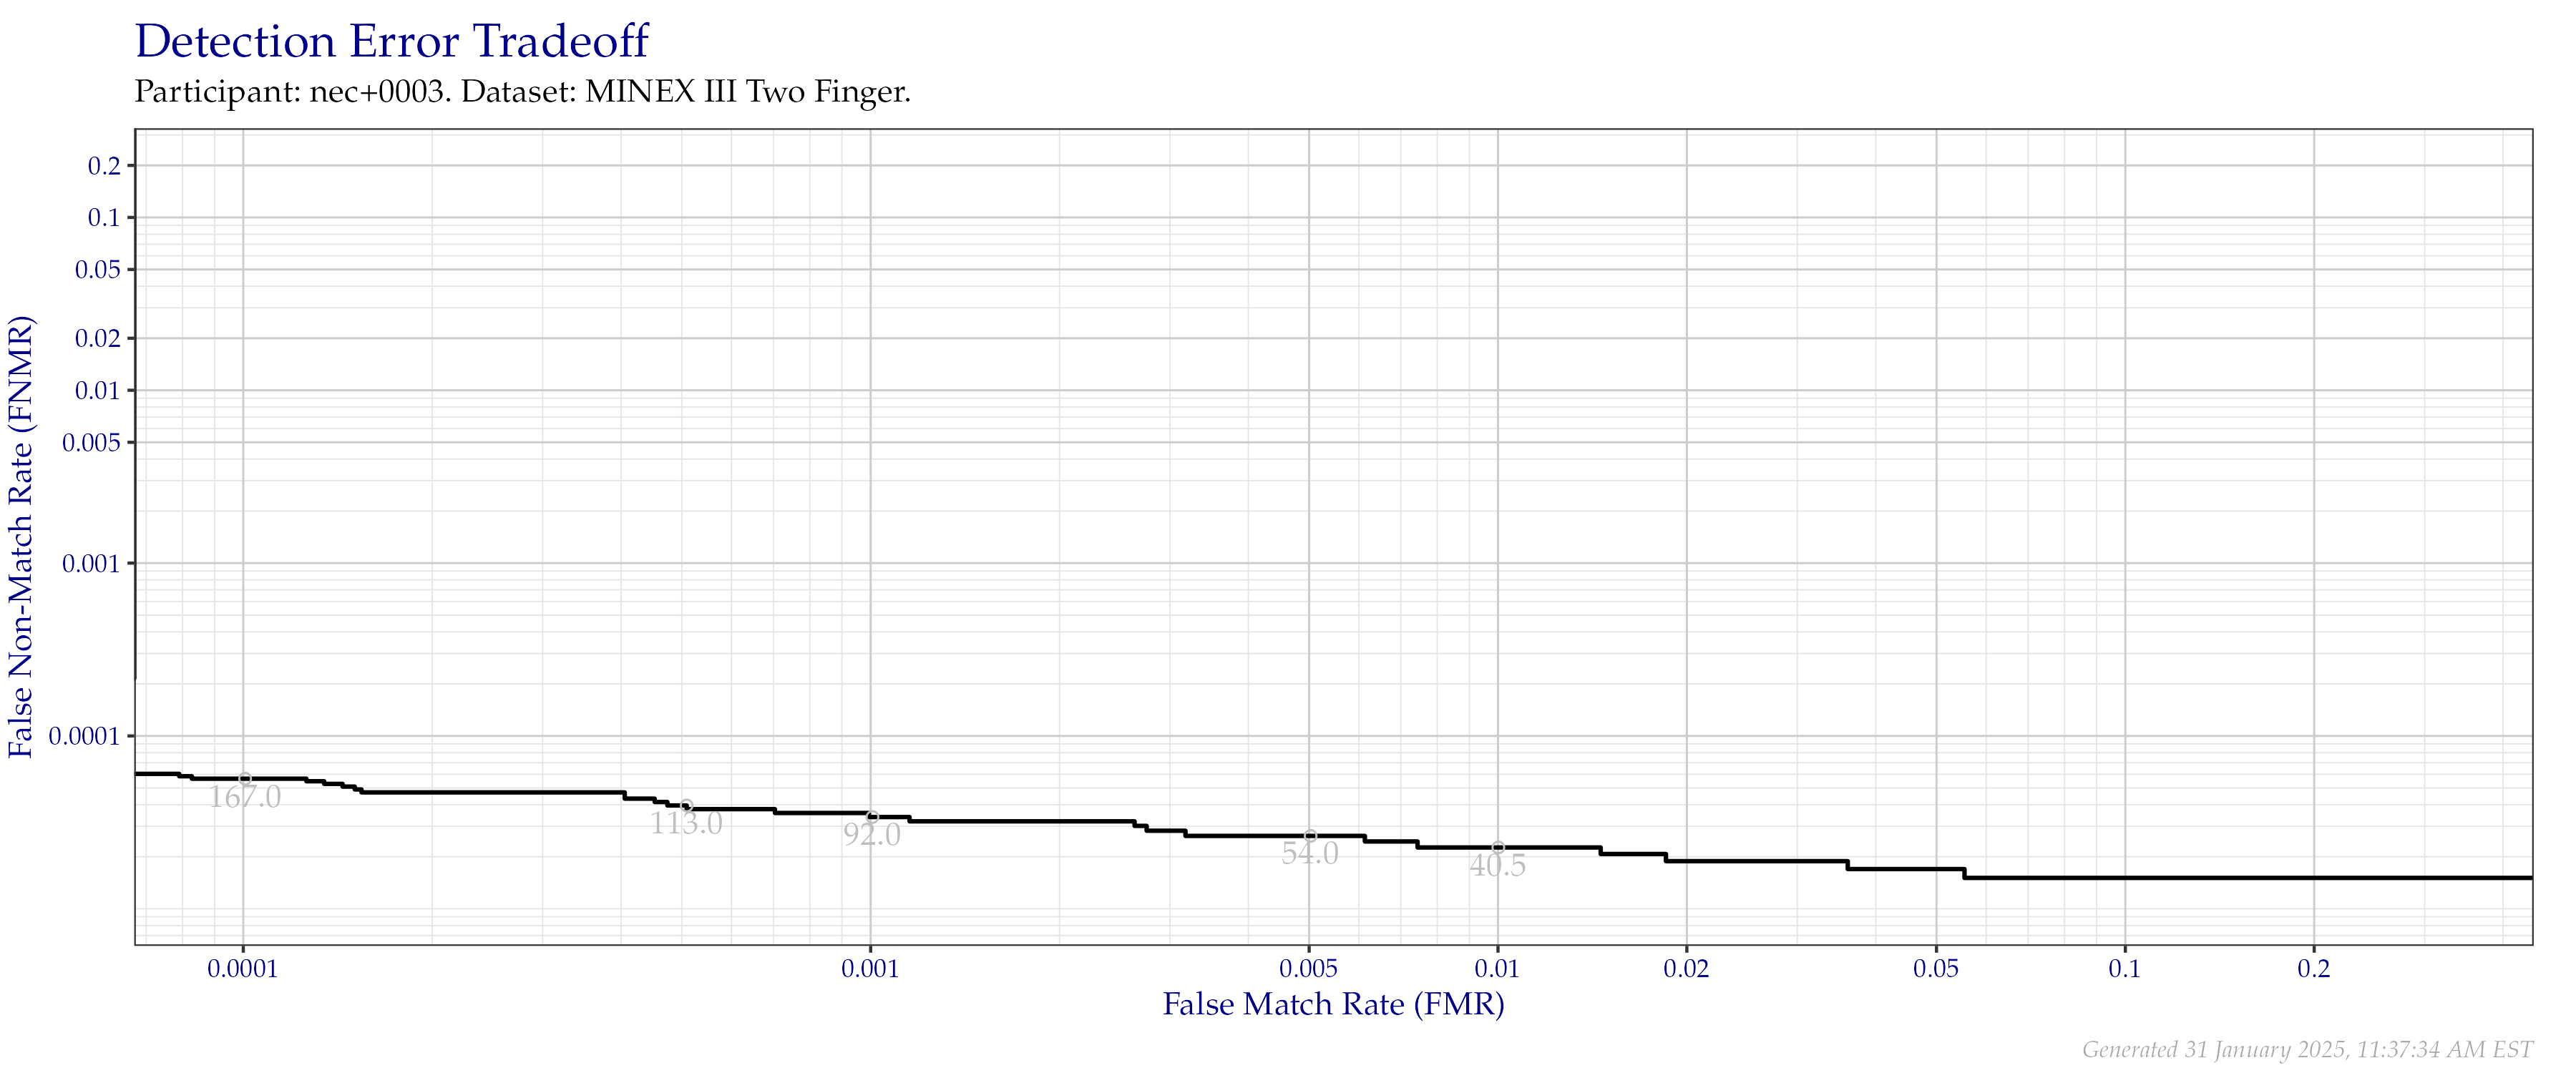 Detection Error Tradeoff
Participant: nec+0003. Dataset: MINEX III Two Finger.
False Non-Match Rate (FNMR)
0.2
0.1
0.05
0.02
0.01
0.005
0.001
0.0001
167.0
113.0
92.0
54.0
40.5
0.0001 0.001 0.005 0.01 0.02 0.05 0.1 0.2
False Match Rate (FMR)
Generated 31 January 2025, 11:37:34 AM EST